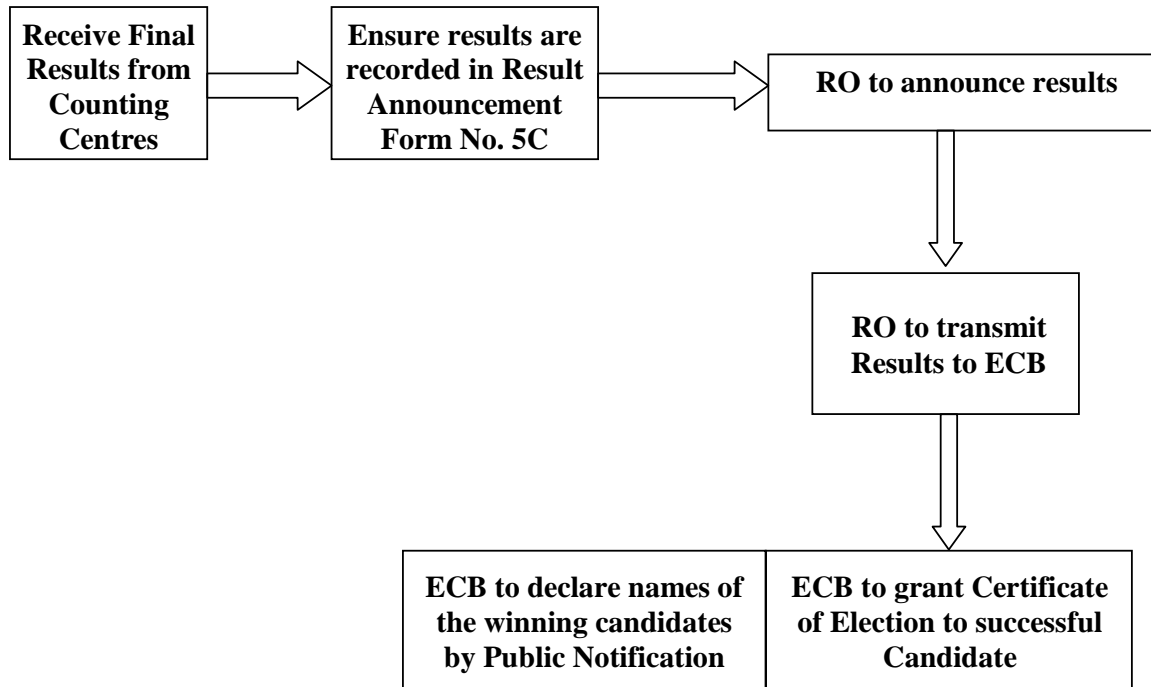 Receive Final
Results from
Counting
Centres
Ensure results are
recorded in Result
Announcement
Form No. 5C
RO to announce results
RO to transmit
Results to ECB
ECB to declare names of
the winning candidates
by Public Notification
ECB to grant Certificate
of Election to successful
Candidate